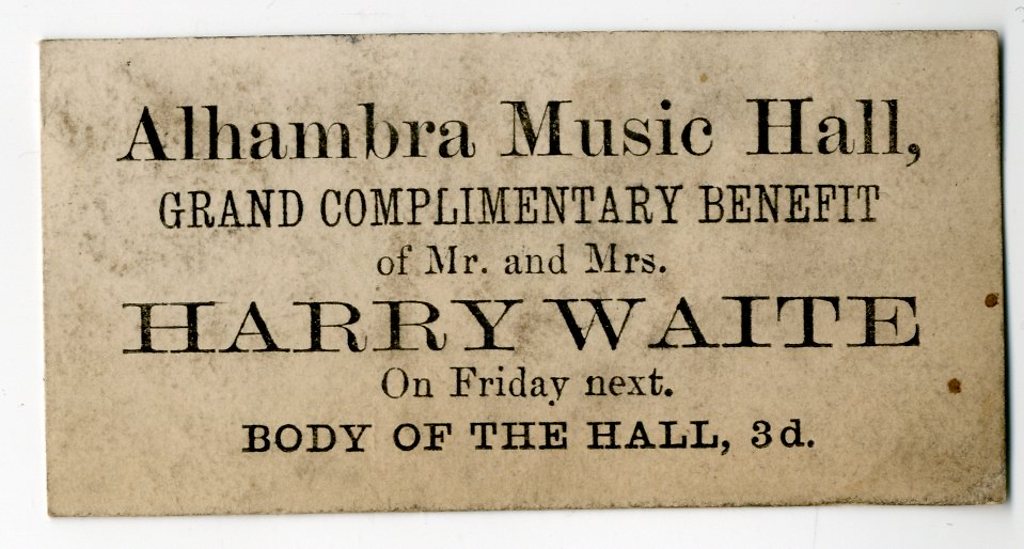 Alhambra Music Hall,
GRAND COMPLIMENTARY BENEFIT
of Mr. and Mrs.
HARRY WAITE
On Friday next.
BODY OF THE HALL, 3d.